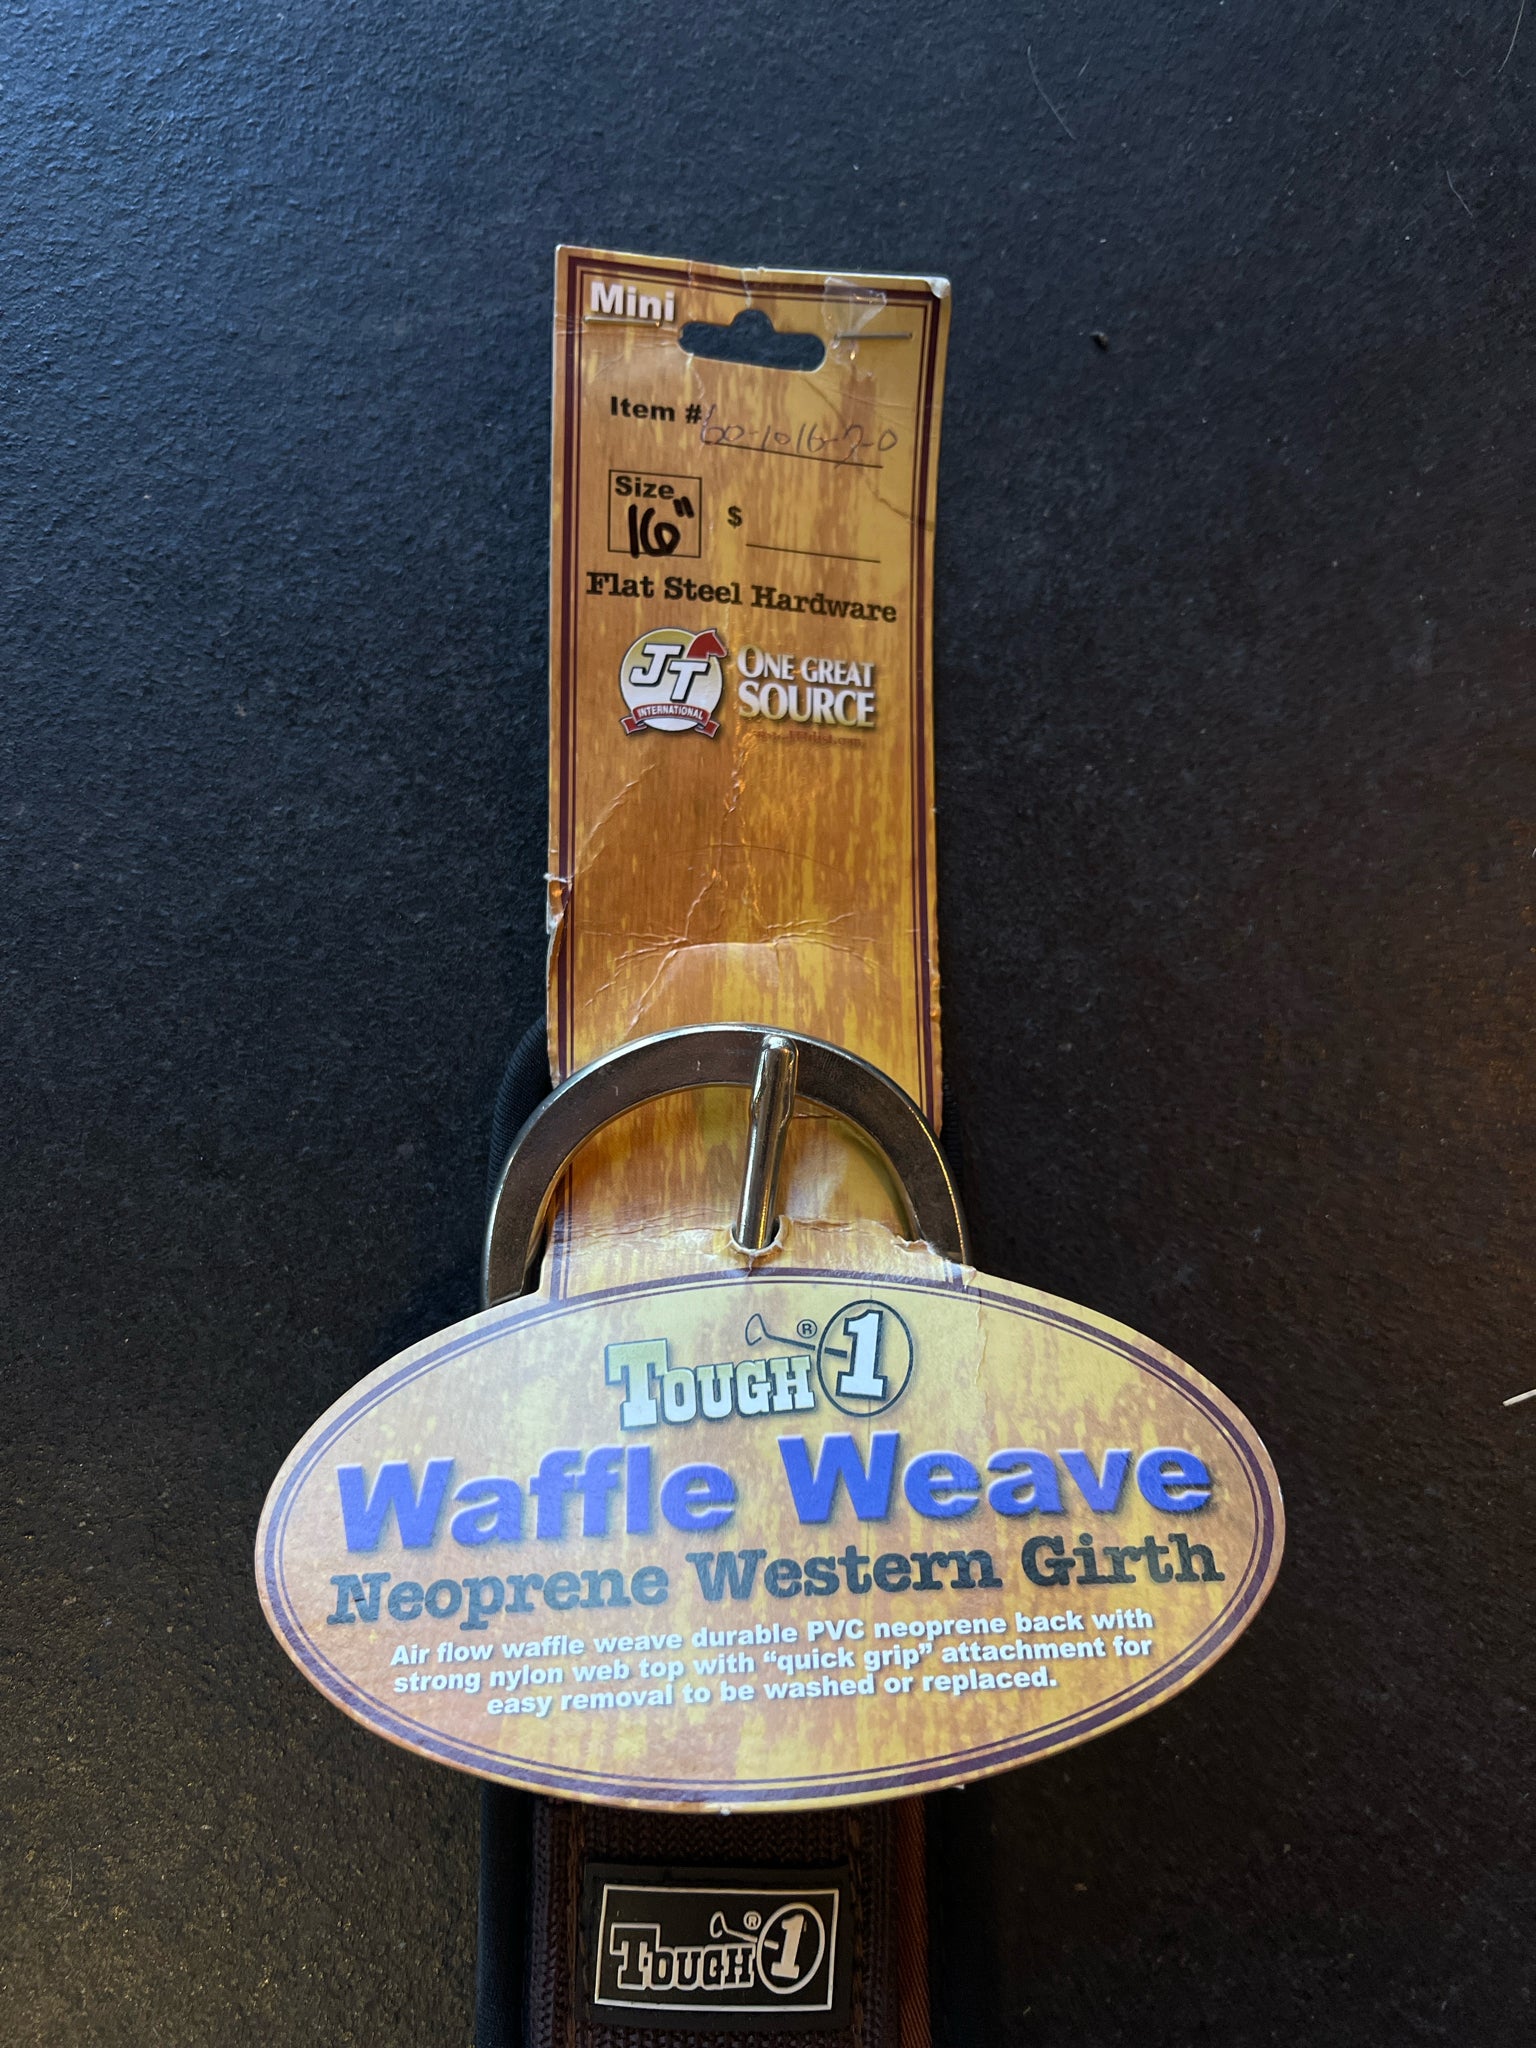 Mini
Item # 60-1016-2-0
Size
16"
$
Flat Steel Hardware
JT
INTERNATIONAL
ONE GREAT
SOURCE
TOUGH ® 1
Waffle Weave
Neoprene Western Girth
Air flow waffle weave durable PVC neoprene back with
strong nylon web top with “quick grip” attachment for
easy removal to be washed or replaced.
TOUGH ® 1